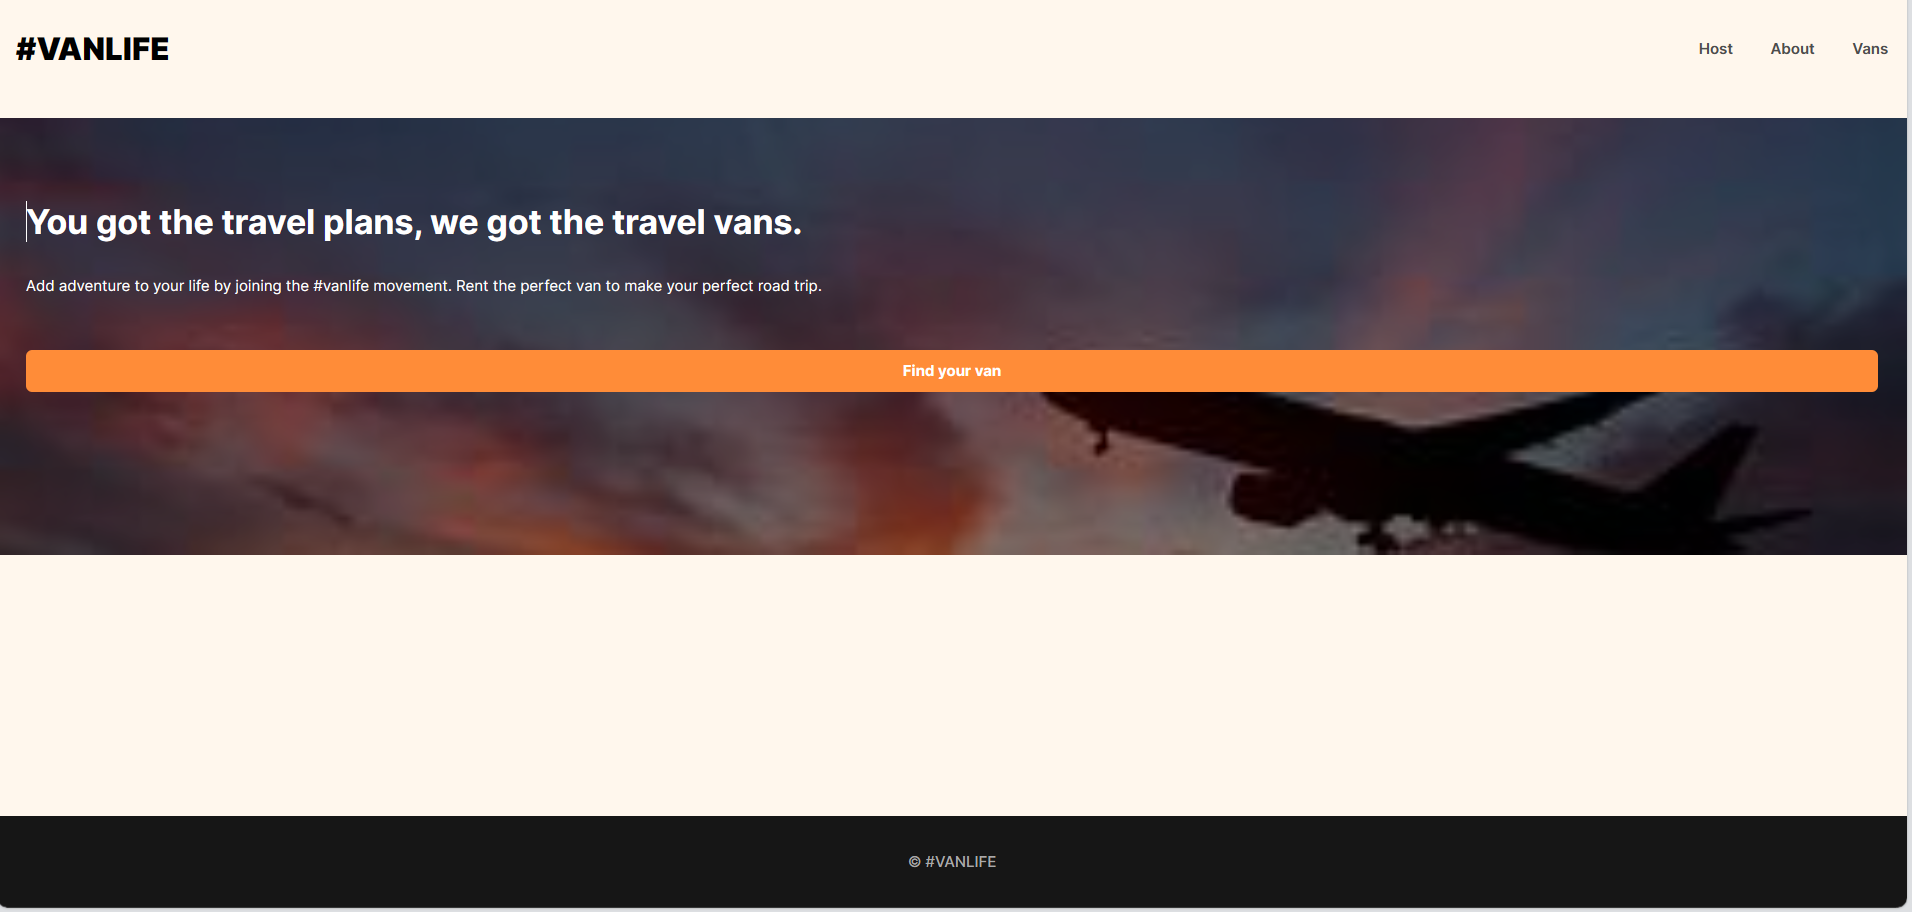 #VANLIFE
Host About Vans
You got the travel plans, we got the travel vans.
Add adventure to your life by joining the #vanlife movement. Rent the perfect van to make your perfect road trip.
Find your van
© #VANLIFE